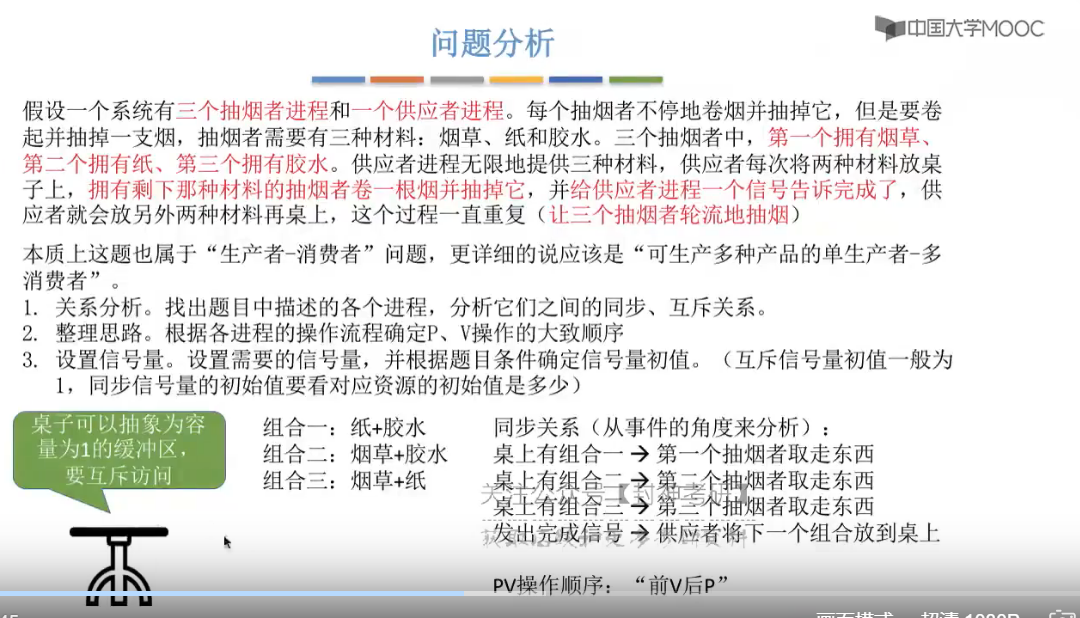 中国大学MOOC
问题分析
假设一个系统有三个抽烟者进程和一个供应者进程。每个抽烟者不停地卷烟并抽掉它，但是要卷
起并抽掉一支烟，抽烟者需要有三种材料：烟草、纸和胶水。三个抽烟者中，第一个拥有烟草、
第二个拥有纸、第三个拥有胶水。供应者进程无限地提供三种材料，供应者每次将两种材料放桌
子上，拥有剩下那种材料的抽烟者卷一根烟并抽掉它，并给供应者进程一个信号告诉完成了，供
应者就会放另外两种材料再桌上，这个过程一直重复（让三个抽烟者轮流地抽烟）
本质上这题也属于“生产者-消费者”问题，更详细的说应该是“可生产多种产品的单生产者-多
消费者”。
1. 关系分析。找出题目中描述的各个进程，分析它们之间的同步、互斥关系。
2. 整理思路。根据各进程的操作流程确定P、V操作的大致顺序
3. 设置信号量。设置需要的信号量，并根据题目条件确定信号量初值。（互斥信号量初值一般为
1，同步信号量的初始值要看对应资源的初始值是多少）
桌子可以抽象为容
量为1的缓冲区，
要互斥访问
组合一：纸+胶水
组合二：烟草+胶水
组合三：烟草+纸
同步关系（从事件的角度来分析）：
桌上有组合一 → 第一个抽烟者取走东西
桌上有组合二 → 第二个抽烟者取走东西
桌上有组合三 → 第三个抽烟者取走东西
发出完成信号 → 供应者将下一个组合放到桌上
PV操作顺序：“前V后P”